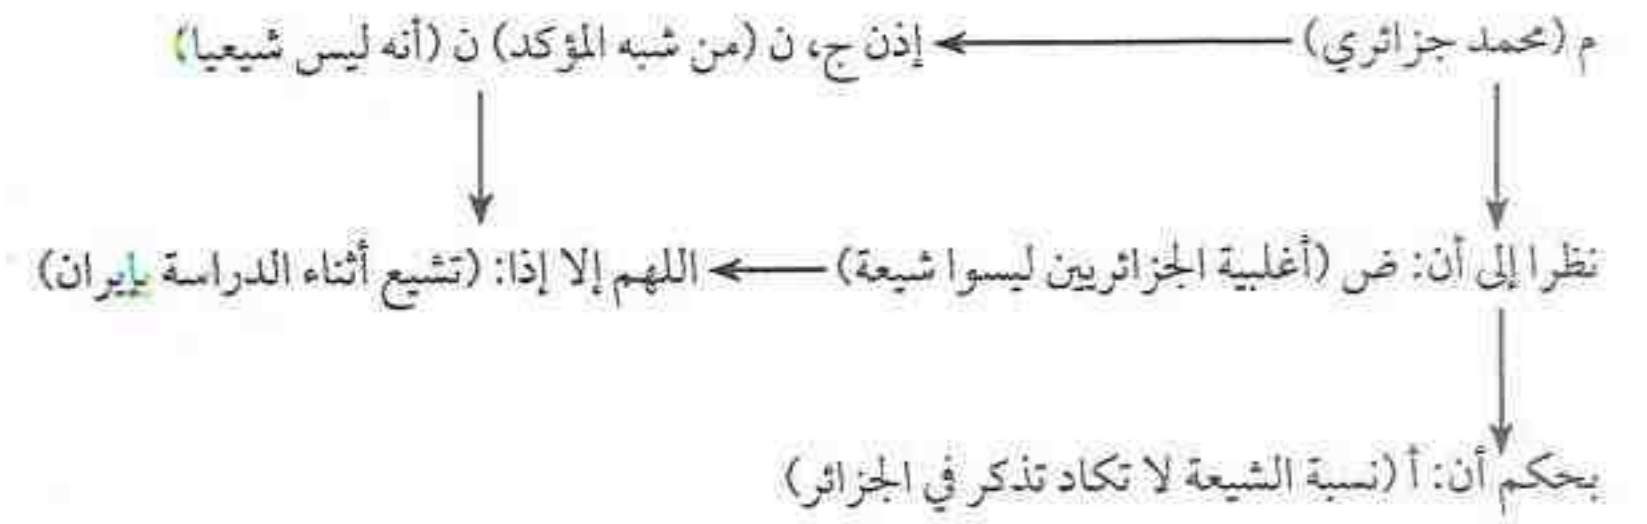 م (محمد جزائري) إذن ج، ن (من شبه المؤكد) ن (أنه ليس شيعيا)
نظرا إلى أن: ض (أغلبية الجزائريين ليسوا شيعة) اللهم إلا إذا: (تشيع أثناء الدراسة بإيران)
بحكم أن: أ (نسبة الشيعة لا تكاد تذكر في الجزائر)